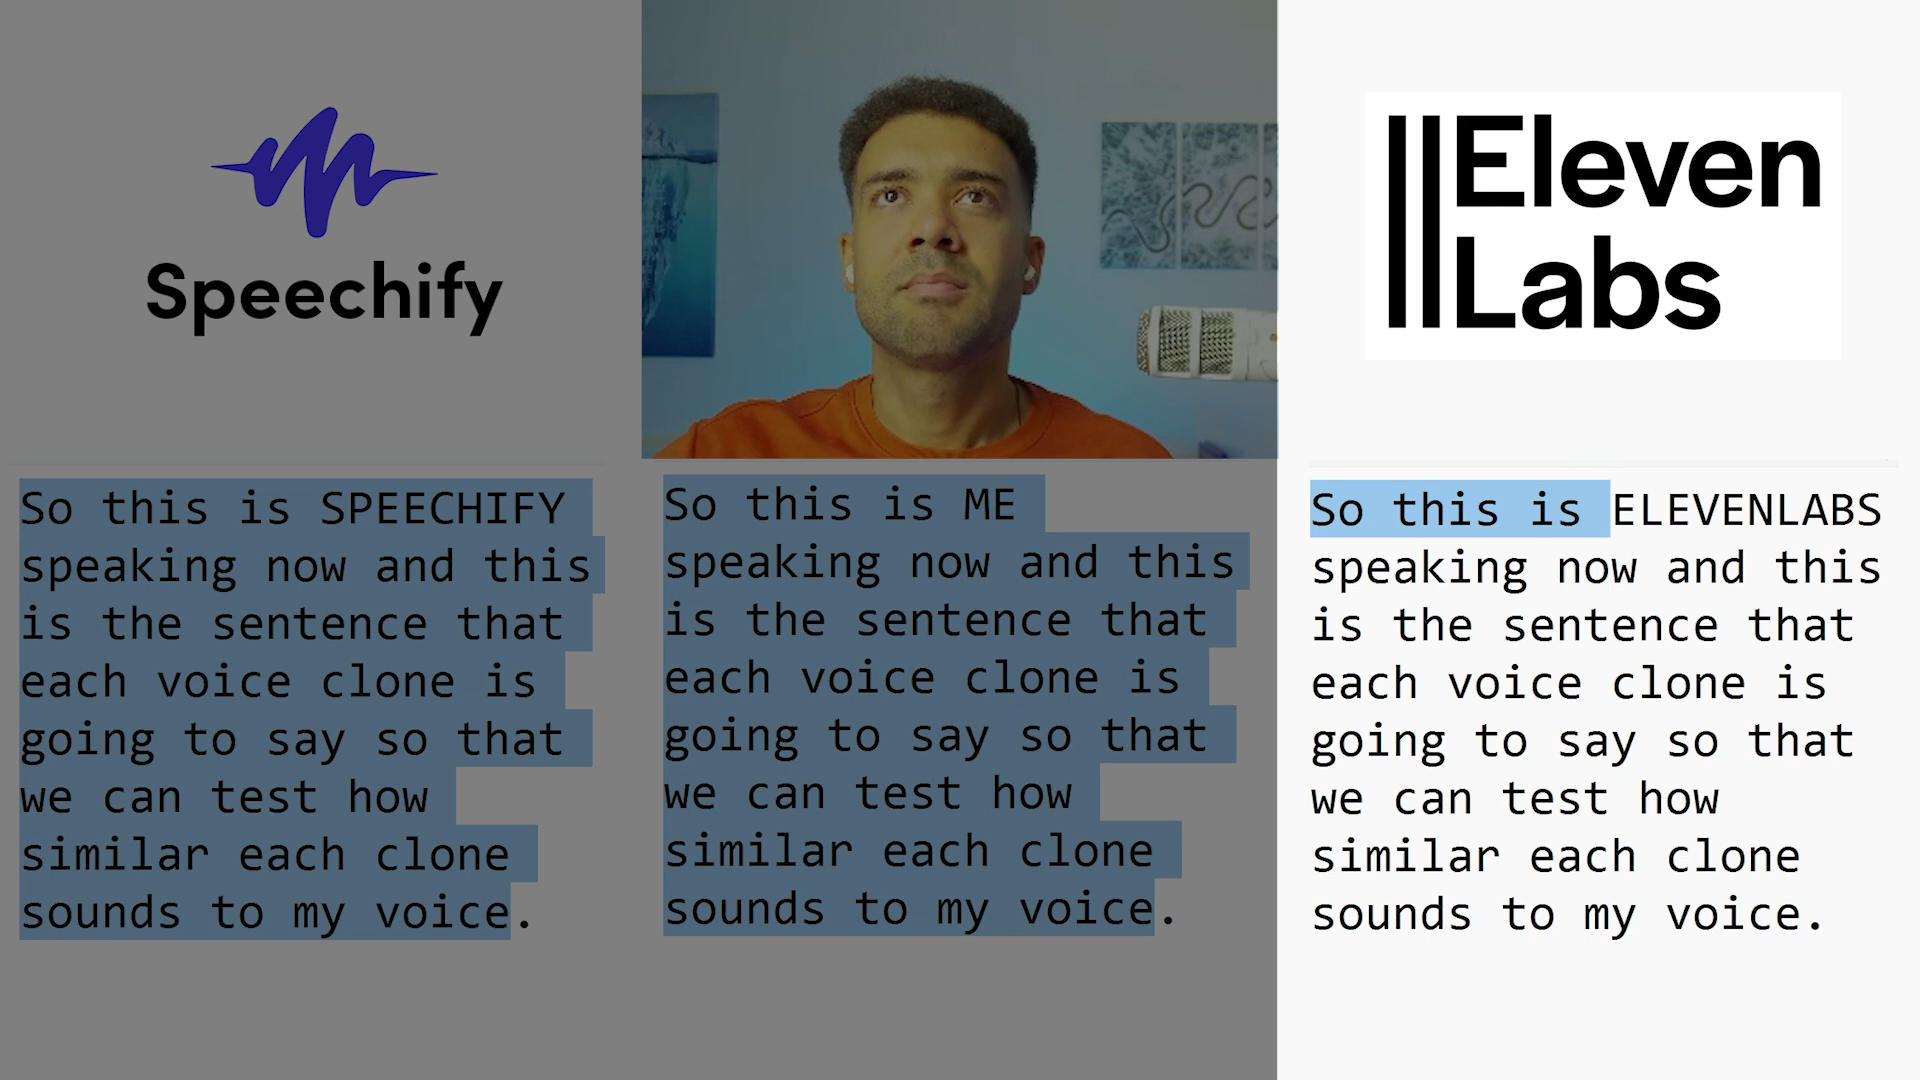 Speechify
So this is SPEECHIFY
speaking now and this
is the sentence that
each voice clone is
going to say so that
we can test how
similar each clone
sounds to my voice.
So this is ME
speaking now and this
is the sentence that
each voice clone is
going to say so that
we can test how
similar each clone
sounds to my voice.
Eleven
Labs
So this is ELEVENLABS
speaking now and this
is the sentence that
each voice clone is
going to say so that
we can test how
similar each clone
sounds to my voice.